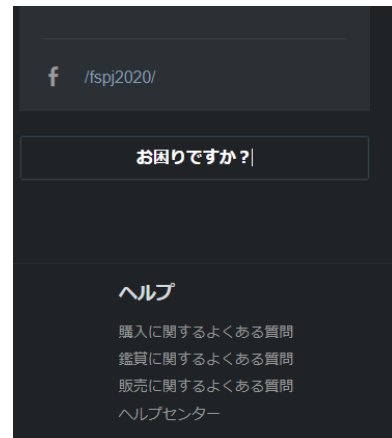 /fspj2020/
お困りですか？
ヘルプ
購入に関するよくある質問
鑑賞に関するよくある質問
販売に関するよくある質問
ヘルプセンター